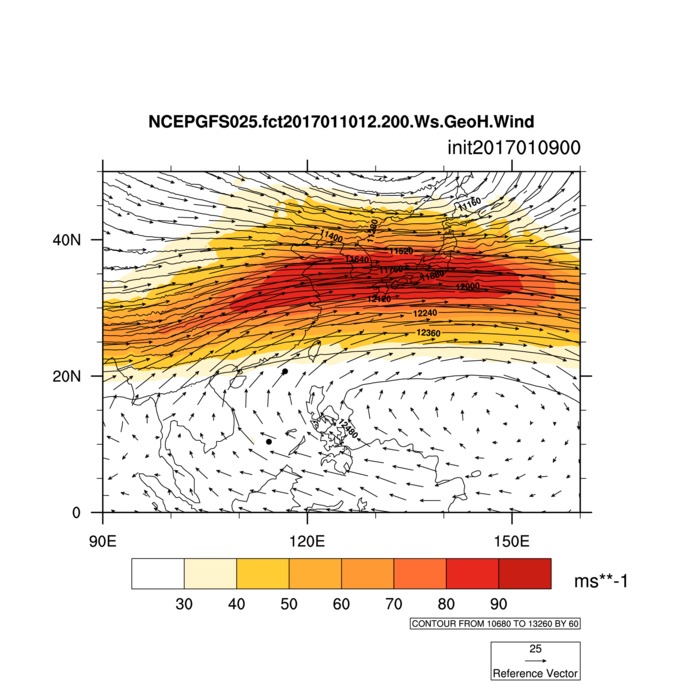 NCEPGFS025.fct2017011012.200.Ws.GeoH.Wind
init2017010900
11160
11400
11520
11640
11760
11880
12000
12120
12240
12360
12480
40N
20N
0
90E 120E 150E
30 40 50 60 70 80 90
ms**-1
CONTOUR FROM 10680 TO 13260 BY 60
25
Reference Vector